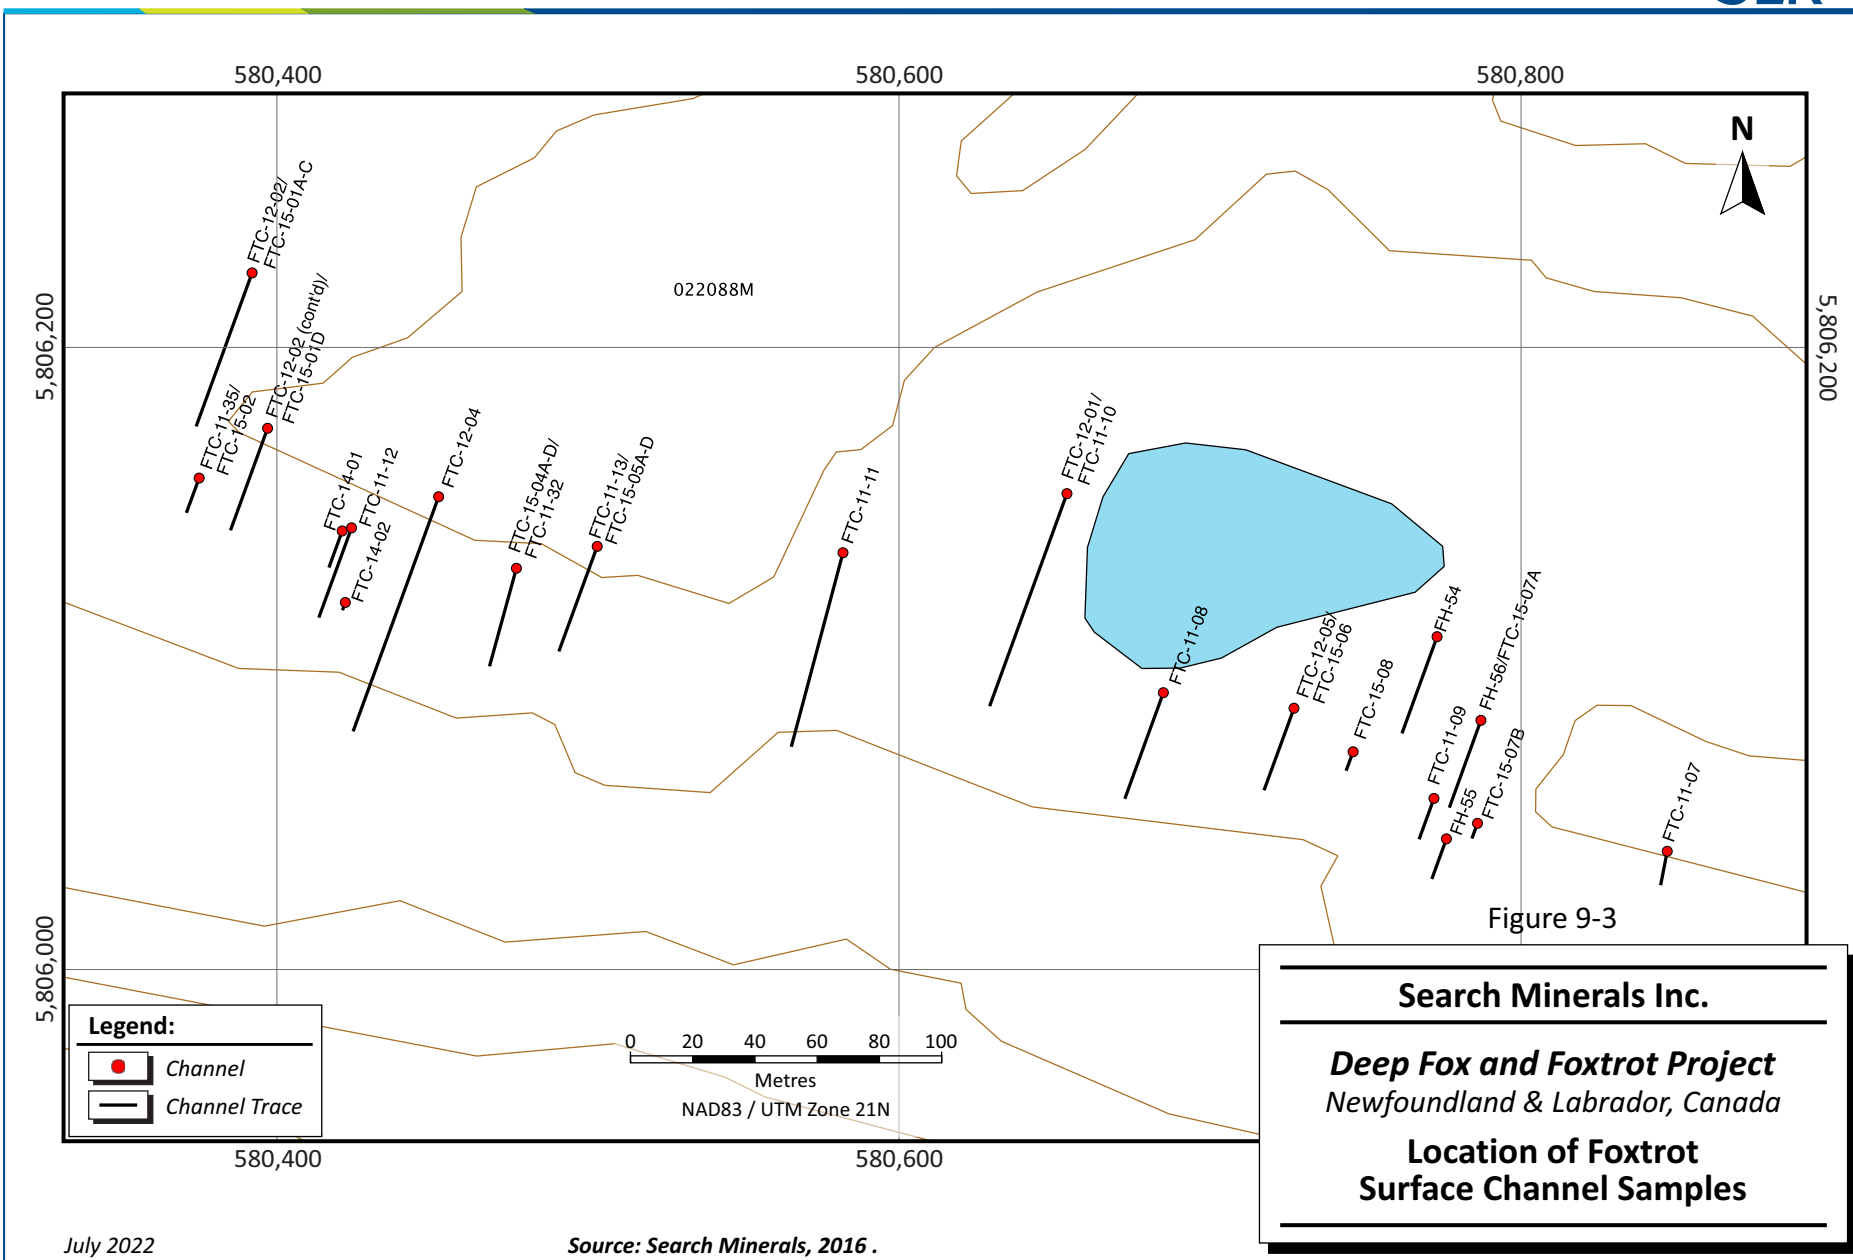 580,400
580,600
580,800
N
5,806,200
5,806,200
022088M
FTC-12-02/
FTC-15-01A-C
FTC-12-02 (cont'd)/
FTC-15-01D
FTC-11-35/
FTC-15-02
FTC-14-01
FTC-11-12
FTC-14-02
FTC-12-04
FTC-15-04A-D/
FTC-11-32
FTC-11-13/
FTC-15-05A-D
FTC-11-11
FTC-12-01/
FTC-11-10
FTC-11-08
FTC-12-05/
FTC-15-06
FTC-15-08
FH-54
FH-56/FTC-15-07A
FTC-11-09
FH-55
FTC-15-07B
FTC-11-07
5,806,000
Figure 9-3
Legend:
Channel
Channel Trace
0 20 40 60 80 100
Metres
NAD83 / UTM Zone 21N
580,400
580,600
Search Minerals Inc.
Deep Fox and Foxtrot Project
Newfoundland & Labrador, Canada
Location of Foxtrot
Surface Channel Samples
July 2022
Source: Search Minerals, 2016 .